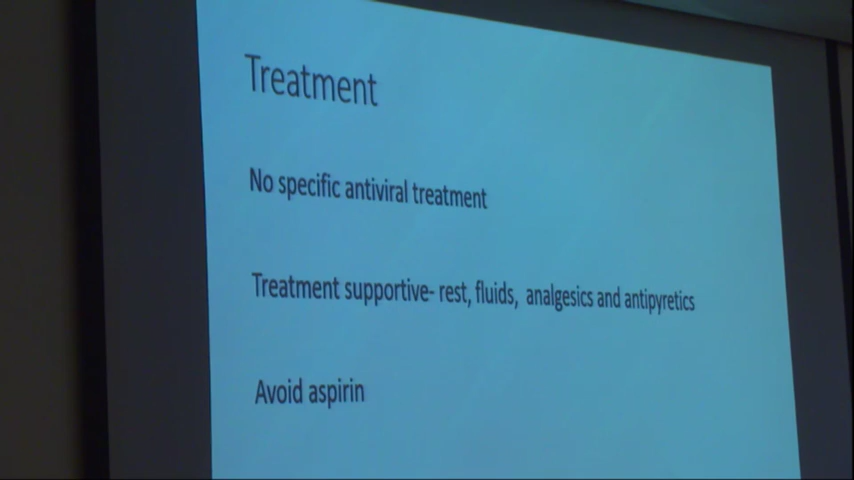 Treatment
No specific antiviral treatment
Treatment supportive- rest, fluids, analgesics and antipyretics
Avoid aspirin